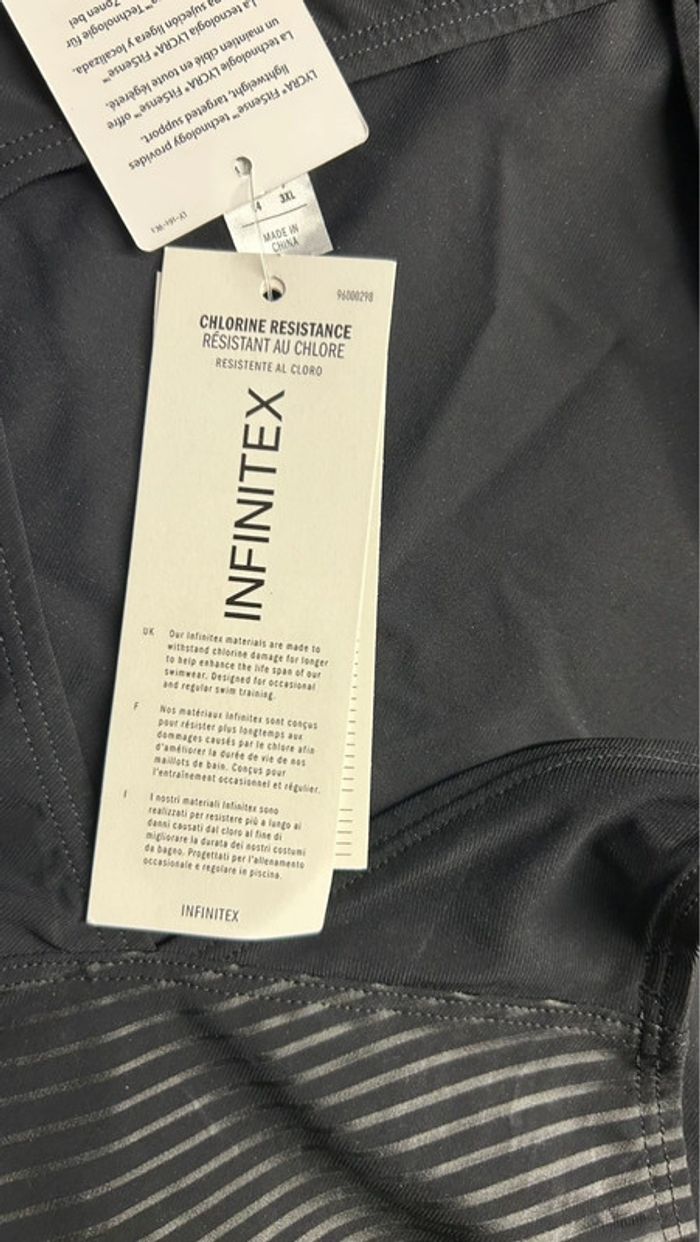 LYCRA® FitSense™ technology provides
lightweight, targeted support.
La technologie LYCRA® FitSense™ offre
un maintien ciblé en toute légèreté.
La tecnología LYCRA® FitSense™
sujeción ligera y localizada.
Technologie für
Zonen bei
4 3XL
MADE IN
CHINA
96000298
CHLORINE RESISTANCE
RÉSISTANT AU CHLORE
RESISTENTE AL CLORO
INFINITEX
UK Our Infinitex materials are made to
withstand chlorine damage for longer
to help enhance the life span of our
swimwear. Designed for occasional
and regular swim training.
F Nos matériaux Infinitex sont conçus
pour résister plus longtemps aux
dommages causés par le chlore afin
d'améliorer la durée de vie de nos
maillots de bain. Conçus pour
l'entraînement occasionnel et régulier.
I I nostri materiali Infinitex sono
realizzati per resistere più a lungo ai
danni causati dal cloro al fine di
migliorare la durata dei nostri costumi
da bagno. Progettati per l'allenamento
occasionale e regolare in piscina.
INFINITEX